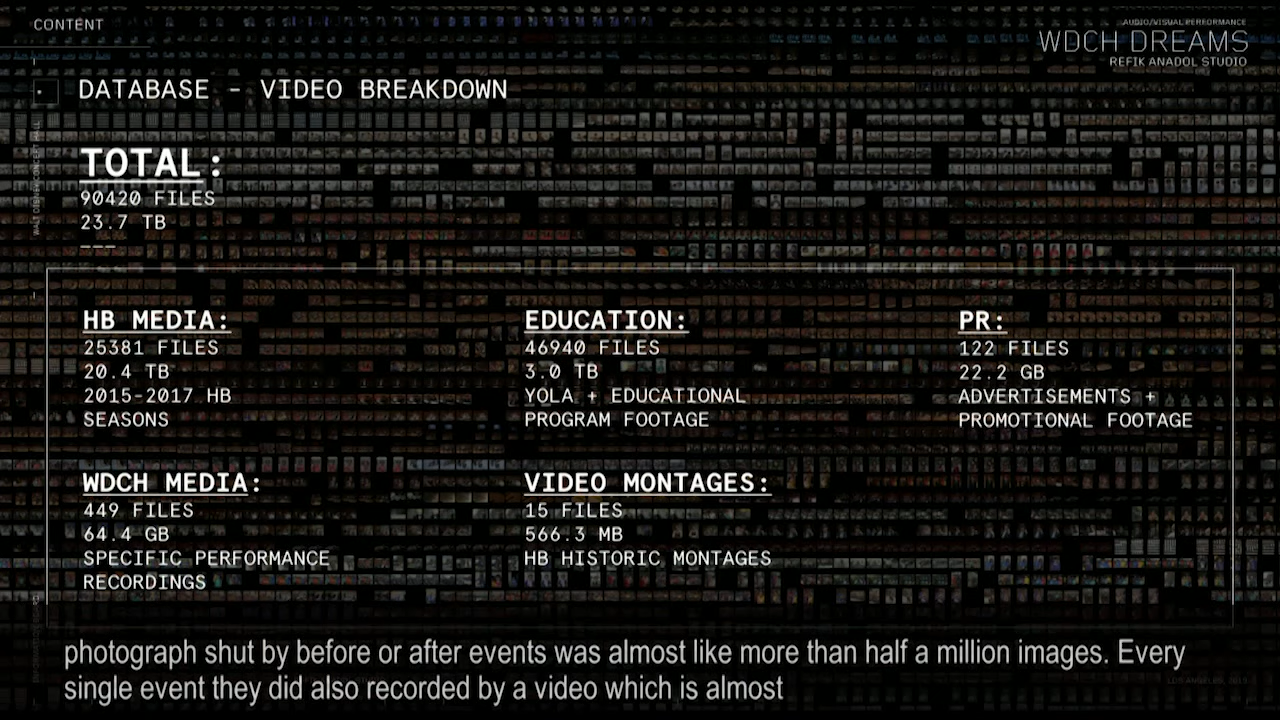 CONTENT
AUDIO/VISUAL PERFORMANCE
WDCH DREAMS
REFIK ANADOL STUDIO
DATABASE - VIDEO BREAKDOWN
TOTAL:
90420 FILES
23.7 TB
---
HB MEDIA:
25381 FILES
20.4 TB
2015-2017 HB
SEASONS
EDUCATION:
46940 FILES
3.0 TB
YOLA + EDUCATIONAL
PROGRAM FOOTAGE
PR:
122 FILES
22.2 GB
ADVERTISEMENTS +
PROMOTIONAL FOOTAGE
WDCH MEDIA:
449 FILES
64.4 GB
SPECIFIC PERFORMANCE
RECORDINGS
VIDEO MONTAGES:
15 FILES
566.3 MB
HB HISTORIC MONTAGES
photograph shut by before or after events was almost like more than half a million images. Every
single event they did also recorded by a video which is almost